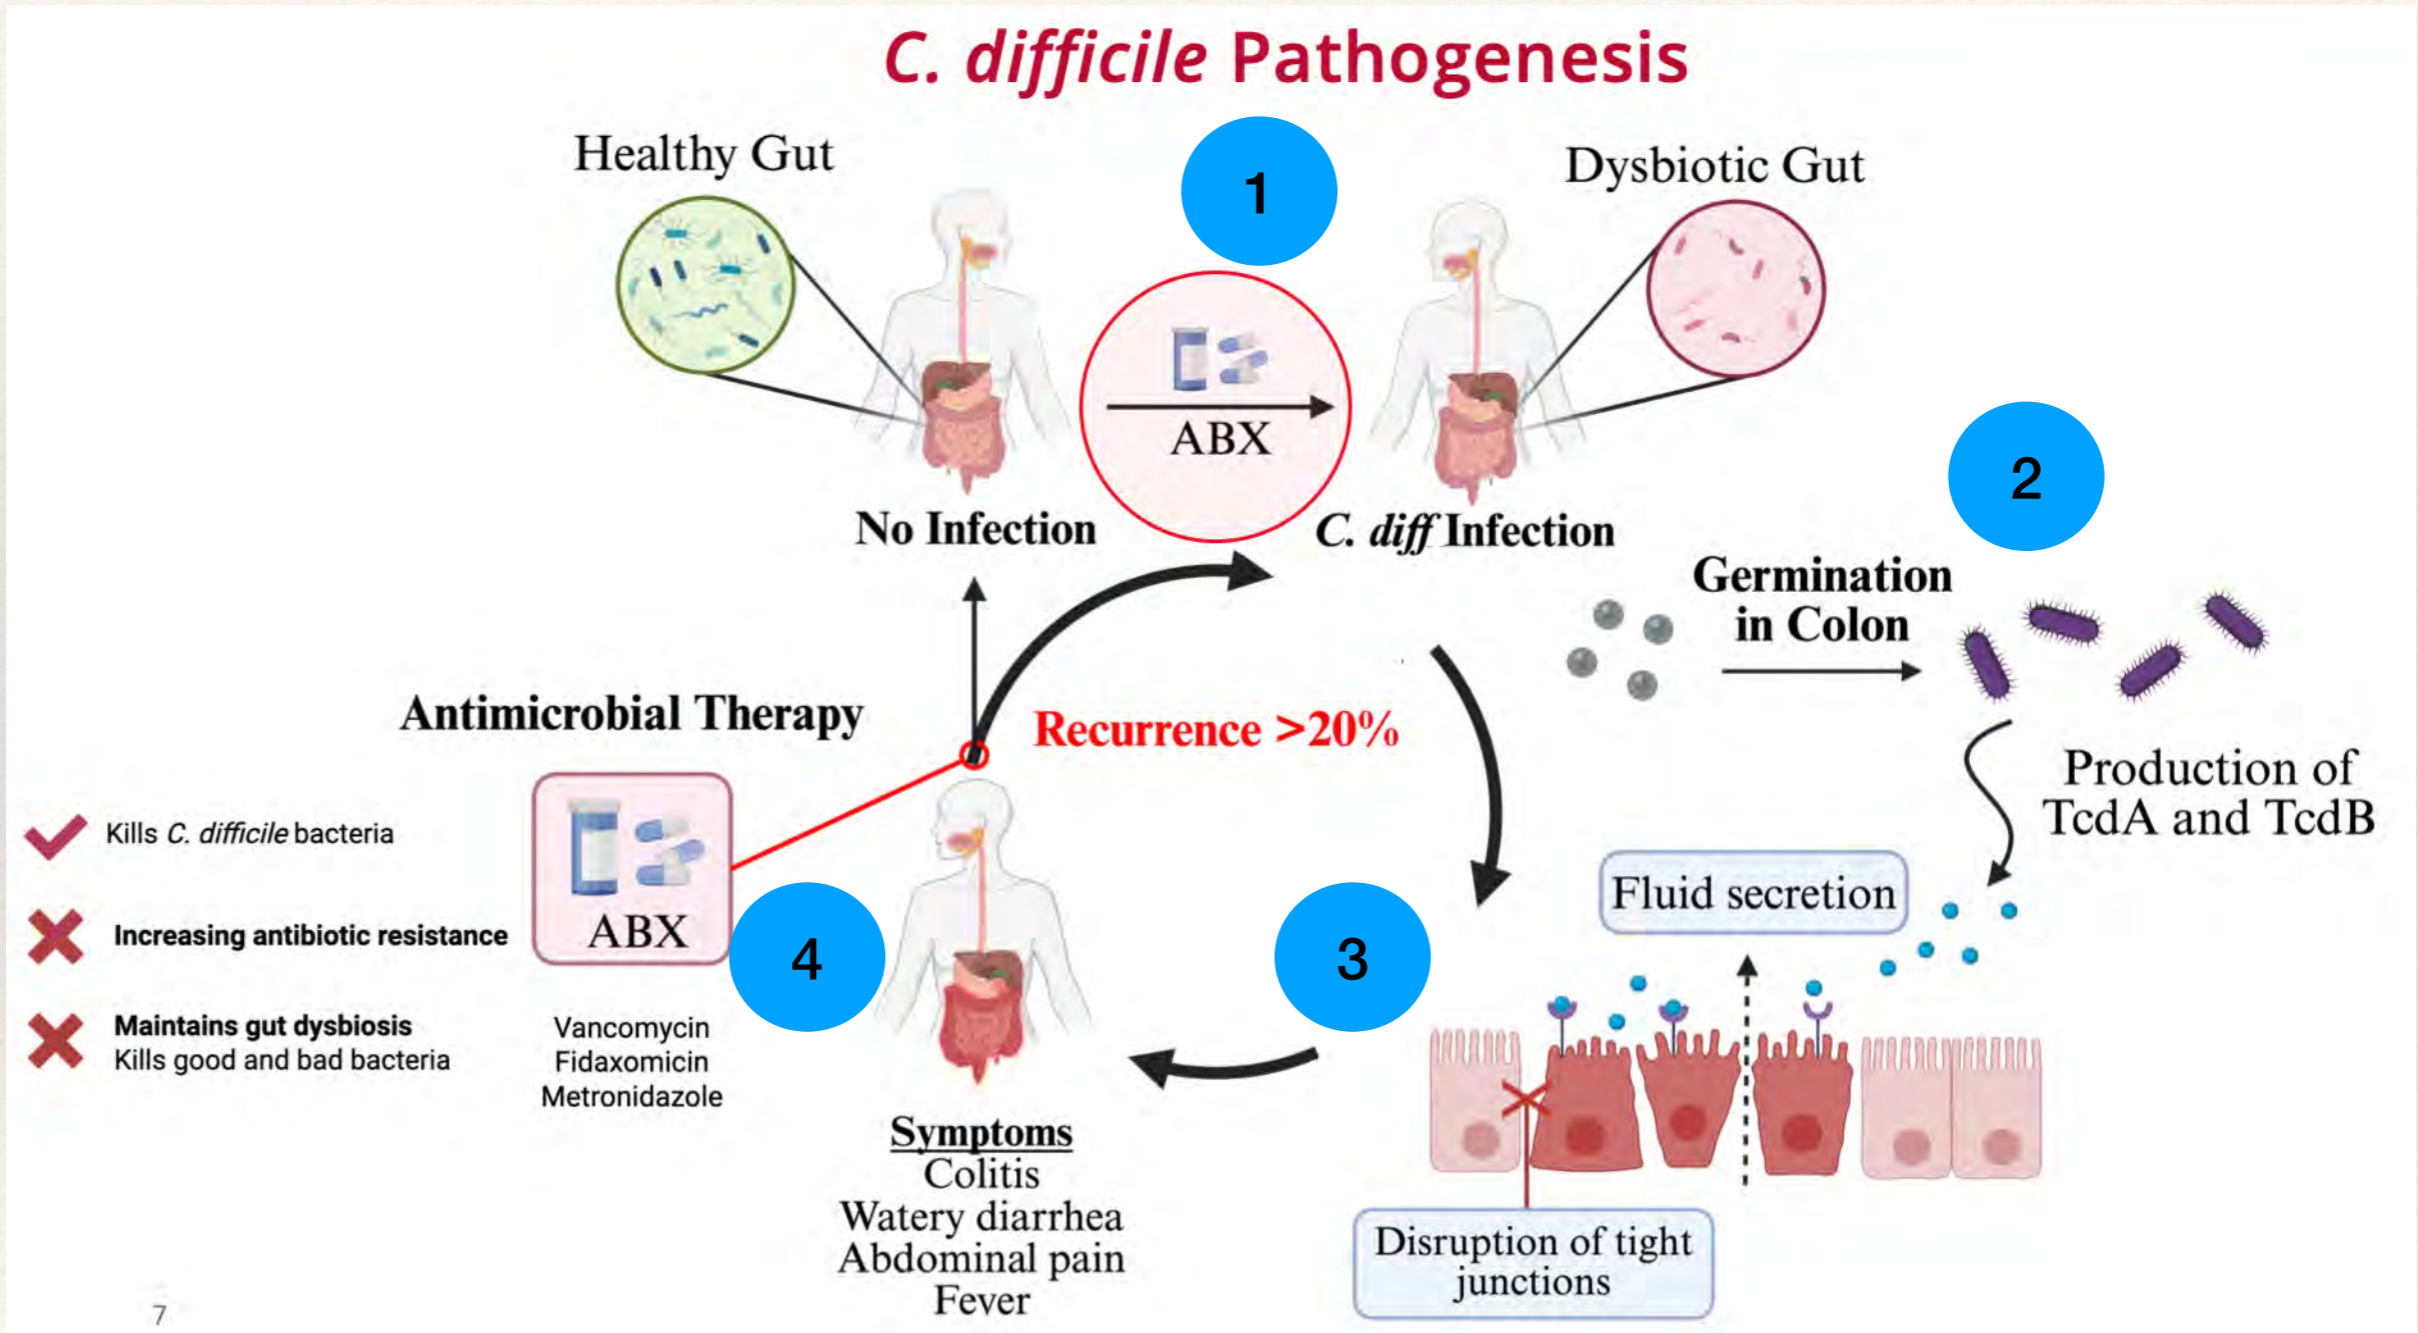 C. difficile Pathogenesis
Healthy Gut
1
Dysbiotic Gut
ABX
2
No Infection
C. diff Infection
Germination
in Colon
Antimicrobial Therapy
Recurrence >20%
Production of
TcdA and TcdB
Kills C. difficile bacteria
Increasing antibiotic resistance
Maintains gut dysbiosis
Kills good and bad bacteria
ABX
4
3
Fluid secretion
Vancomycin
Fidaxomicin
Metronidazole
Symptoms
Colitis
Watery diarrhea
Abdominal pain
Fever
Disruption of tight
junctions
7